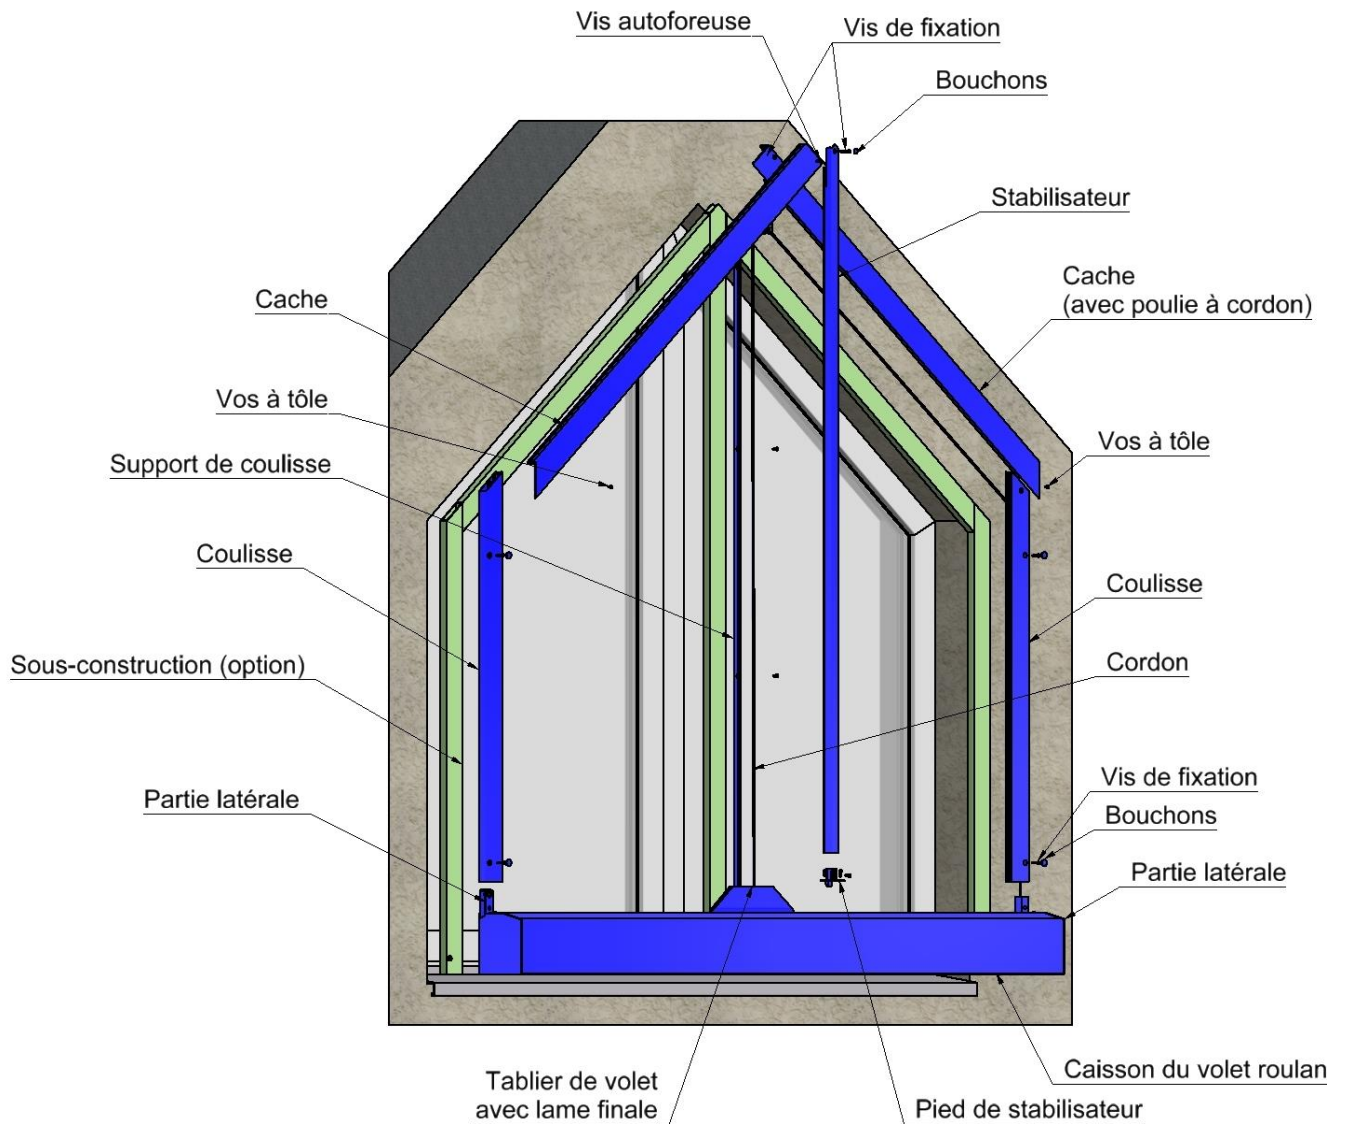 Vis autoforeuse
Vis de fixation
Bouchons
Stabilisateur
Cache
Cache
(avec poulie à cordon)
Vos à tôle
Vos à tôle
Support de coulisse
Coulisse
Coulisse
Sous-construction (option)
Cordon
Vis de fixation
Partie latérale
Bouchons
Partie latérale
Caisson du volet roulan
Tablier de volet
avec lame finale
Pied de stabilisateur